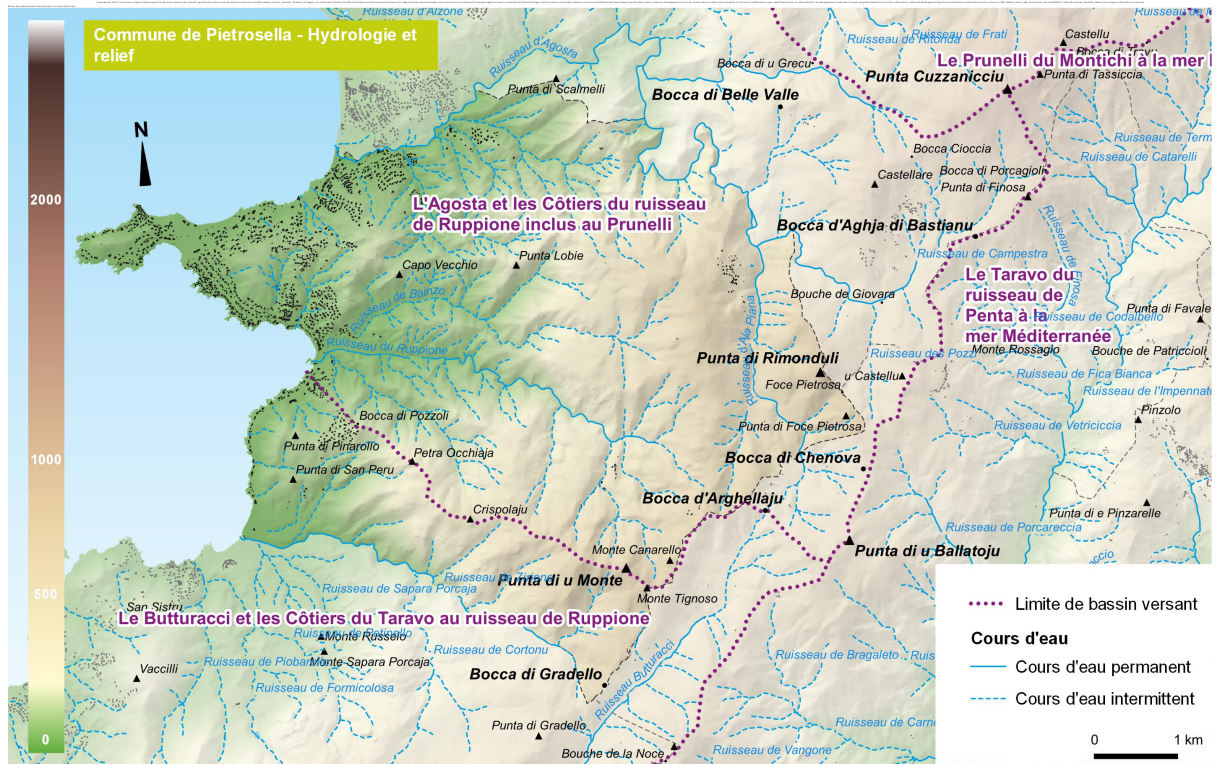 Ruisseau d'Alzone
Commune de Pietrosella - Hydrologie et
relief
Castellu
Ruisseau de Frati
Ruisseau de Ritonda
Ruisseau d'Agosta
Bocca di u Grecu
Le Prunelli du Montichi à la mer
Punta Cuzzanicciu
Punta di Tassiccia
Punta di Scalmelli
Bocca di Belle Valle
N
Bocca Cioccia
Ruisseau de Catarelli
Castellare
Bocca di Porcagioli
Punta di Finosa
2000
L'Agosta et les Côtiers du ruisseau
de Ruppione inclus au Prunelli
Bocca d'Aghja di Bastianu
Ruisseau de Campestra
Punta Lobie
Capo Vecchio
Le Taravo du
ruisseau de
Penta à la
mer Méditerranée
Ruisseau de Bainzo
Bouche de Giovara
Punta di Favale
Ruisseau de Codalbello
Ruisseau d'Ale Piana
Ruisseau du Ruppione
Ruisseau des Pozzi
Monte Rossagio
Bouche de Patriccioli
Punta di Rimonduli
Foce Pietrosa
u Castellu
Ruisseau de Fica Bianca
Bocca di Pozzoli
Pinzolo
Punta di Foce Pietrosa
Ruisseau de Vetriciccia
Punta di Pinarollo
Petra Occhiaja
1000
Bocca di Chenova
Punta di San Peru
Bocca d'Arghellaju
Crispolaju
Punta di e Pinzarelle
Ruisseau de Porcareccia
Monte Canarello
Punta di u Ballatoju
Punta di u Monte
Ruisseau de Sapara Porcaja
500
Monte Tignoso
San Sistru
Le Butturacci et les Côtiers du Taravo au ruisseau de Ruppione
Ruisseau de Cortonu
Monte Sapara Porcaja
Vaccilli
Ruisseau de Bragaleto
Bocca di Gradello
Ruisseau Butturacci
Ruisseau de Formicolosa
Punta di Gradello
Bouche de la Noce
Ruisseau de Vangone
0
Limite de bassin versant
Cours d'eau
Cours d'eau permanent
Cours d'eau intermittent
0 1 km